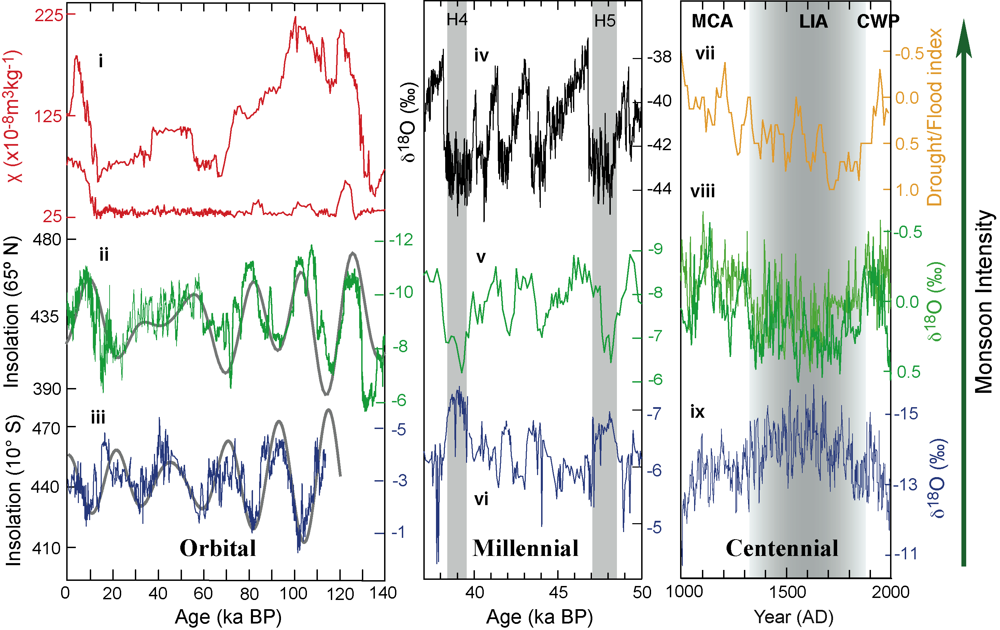 225
125
25
χ (x10-8m3kg-1)
i
480
435
390
Insolation (65º N)
ii
-12
-10
-8
-6
470
440
410
Insolation (10° S)
iii
-5
-3
-1
Orbital
0 20 40 60 80 100 120 140
Age (ka BP)
H4
H5
δ18O (‰)
iv
-38
-40
-42
-44
v
-9
-8
-7
-6
vi
-7
-6
-5
Millennial
40 45 50
Age (ka BP)
MCA LIA CWP
vii
-0.5
0.0
0.5
1.0
Drought/Flood index
viii
-0.5
0.0
0.5
δ18O (‰)
ix
-15
-13
-11
δ18O (‰)
Centennial
1000 1500 2000
Year (AD)
Monsoon Intensity